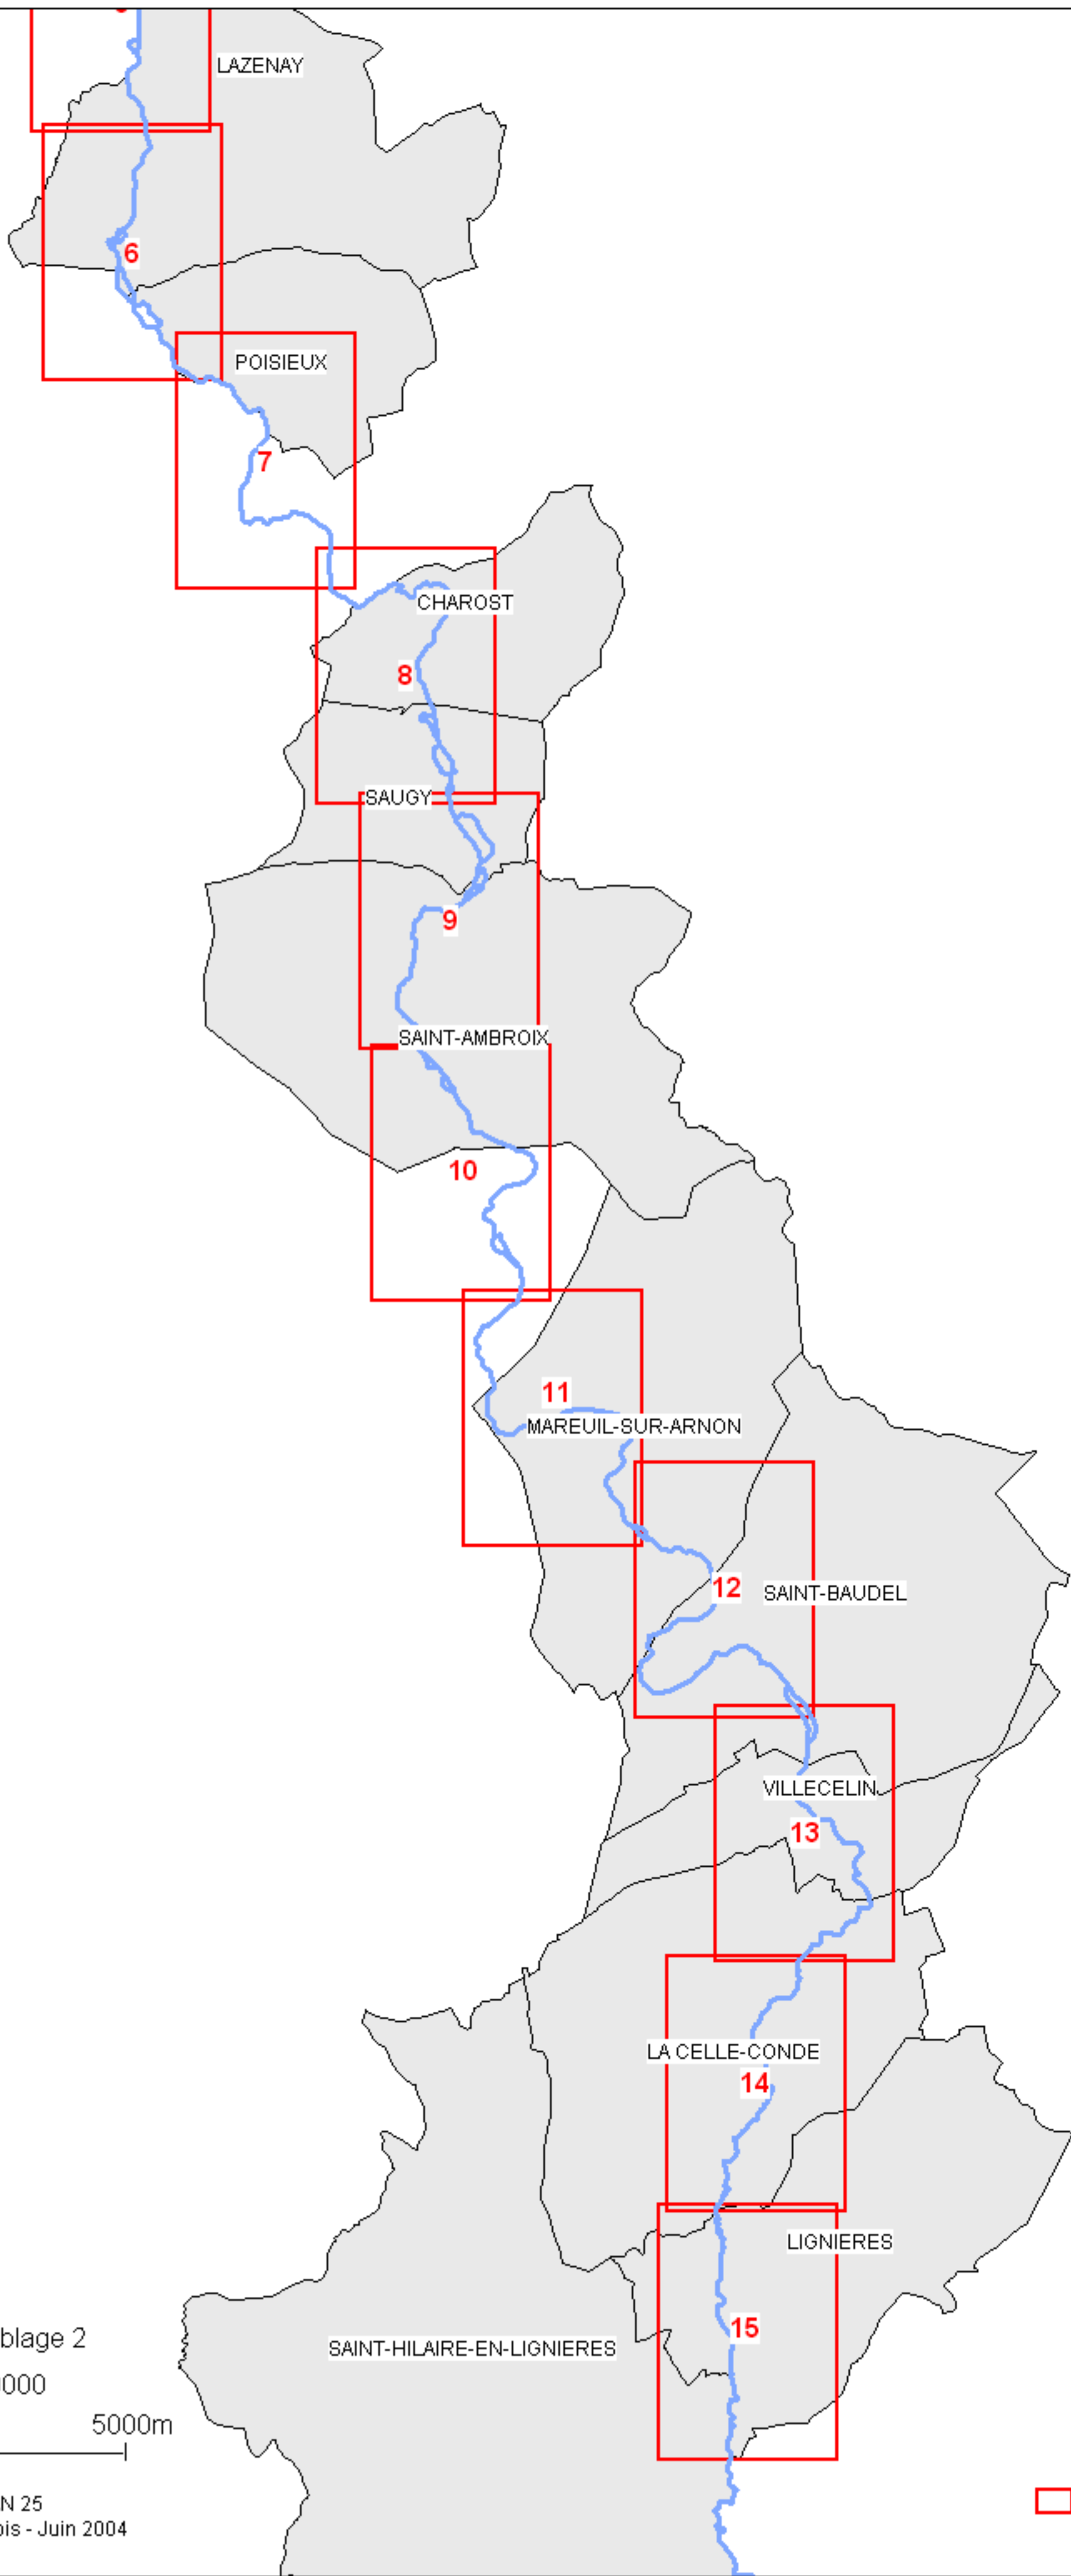 LAZENAY
6
POISIEUX
7
CHAROST
8
SAUGY
9
SAINT-AMBROIX
10
11
MAREUIL-SUR-ARNON
12
SAINT-BAUDEL
VILLECELIN
13
LA CELLE-CONDE
14
LIGNIERES
15
SAINT-HILAIRE-EN-LIGNIERES
blage 2
000
5000m
N 25
ois - Juin 2004